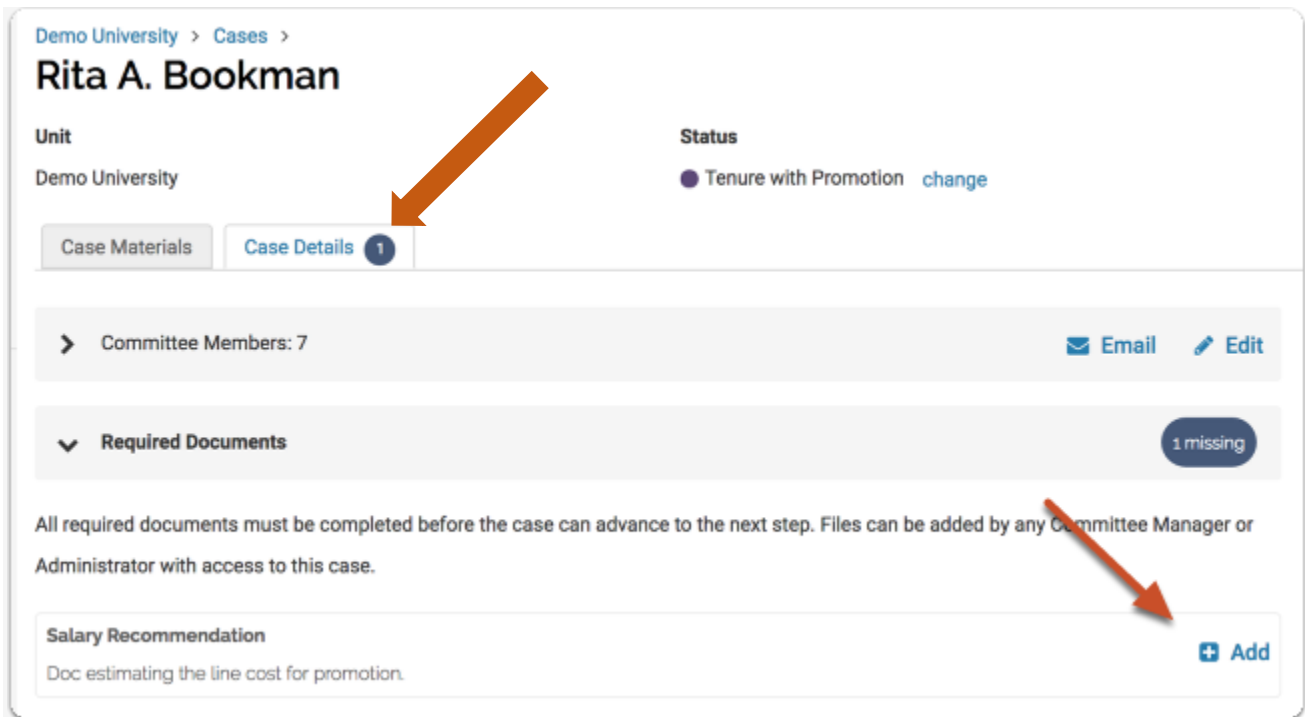 Demo University > Cases >
Rita A. Bookman
Unit
Status
Demo University
Tenure with Promotion change
Case Materials
Case Details 1
Committee Members: 7
Email
Edit
Required Documents
1 missing
All required documents must be completed before the case can advance to the next step. Files can be added by any Committee Manager or
Administrator with access to this case.
Salary Recommendation
Add
Doc estimating the line cost for promotion.